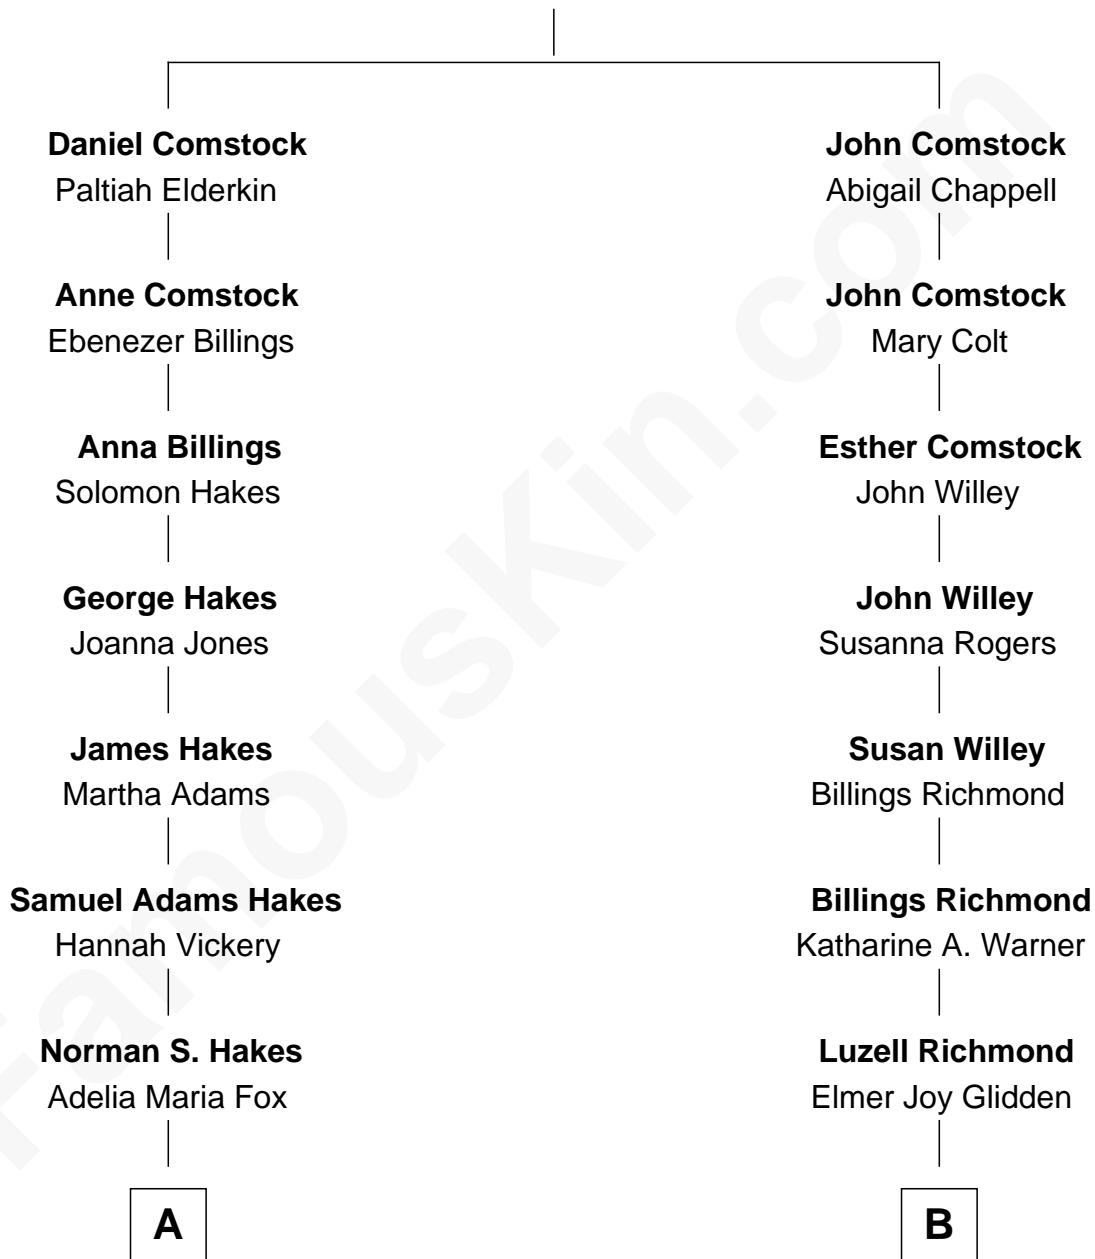 Daniel Comstock
Paltiah Elderkin
Anne Comstock
Ebenezer Billings
Anna Billings
Solomon Hakes
George Hakes
Joanna Jones
James Hakes
Martha Adams
Samuel Adams Hakes
Hannah Vickery
Norman S. Hakes
Adelia Maria Fox
A
John Comstock
Abigail Chappell
John Comstock
Mary Colt
Esther Comstock
John Willey
John Willey
Susanna Rogers
Susan Willey
Billings Richmond
Billings Richmond
Katharine A. Warner
Luzell Richmond
Elmer Joy Glidden
B
FamousKin.com